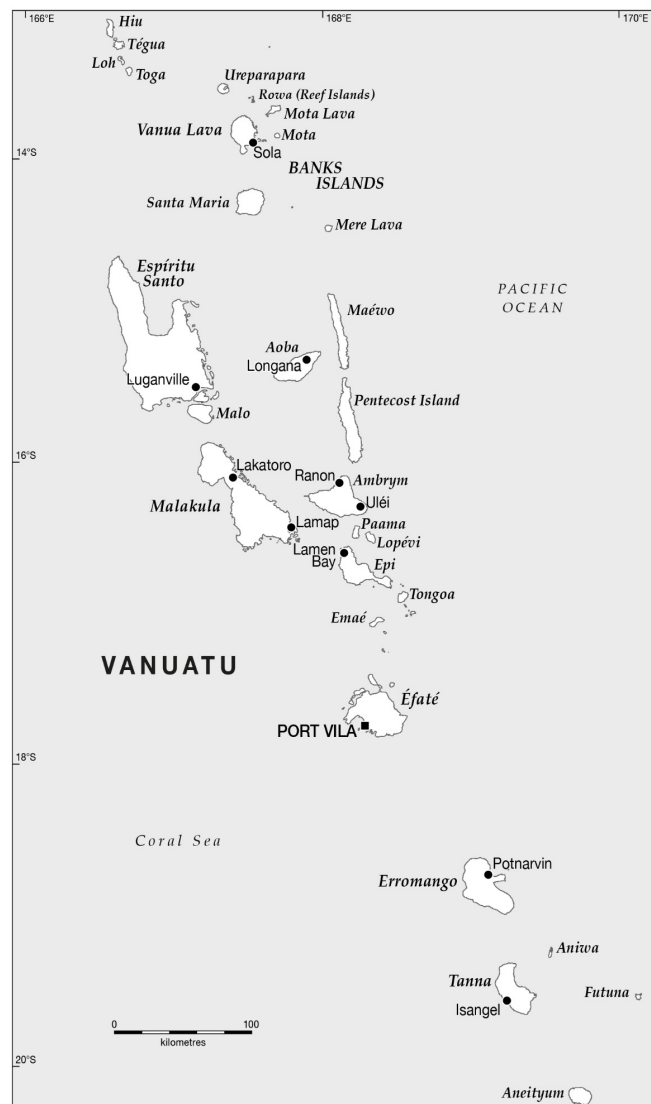 166°E
168°E
170°E
Hiu
Tégua
Loh
Toga
Ureparapara
Rowa (Reef Islands)
Mota Lava
Vanua Lava
Mota
Sola
14°S
BANKS
ISLANDS
Santa Maria
Mere Lava
Espíritu
Santo
PACIFIC
OCEAN
Maéwo
Aoba
Longana
Luganville
Malo
Pentecost Island
16°S
Lakatoro
Ranon
Ambrym
Malakula
Uléi
Lamap
Paama
Lopévi
Lamen
Bay
Epi
Tongoa
Emaé
VANUATU
Éfaté
PORT VILA
18°S
Coral Sea
Potnarvin
Erromango
Aniwa
Tanna
Futuna
Isangel
0
100
kilometres
20°S
Aneityum